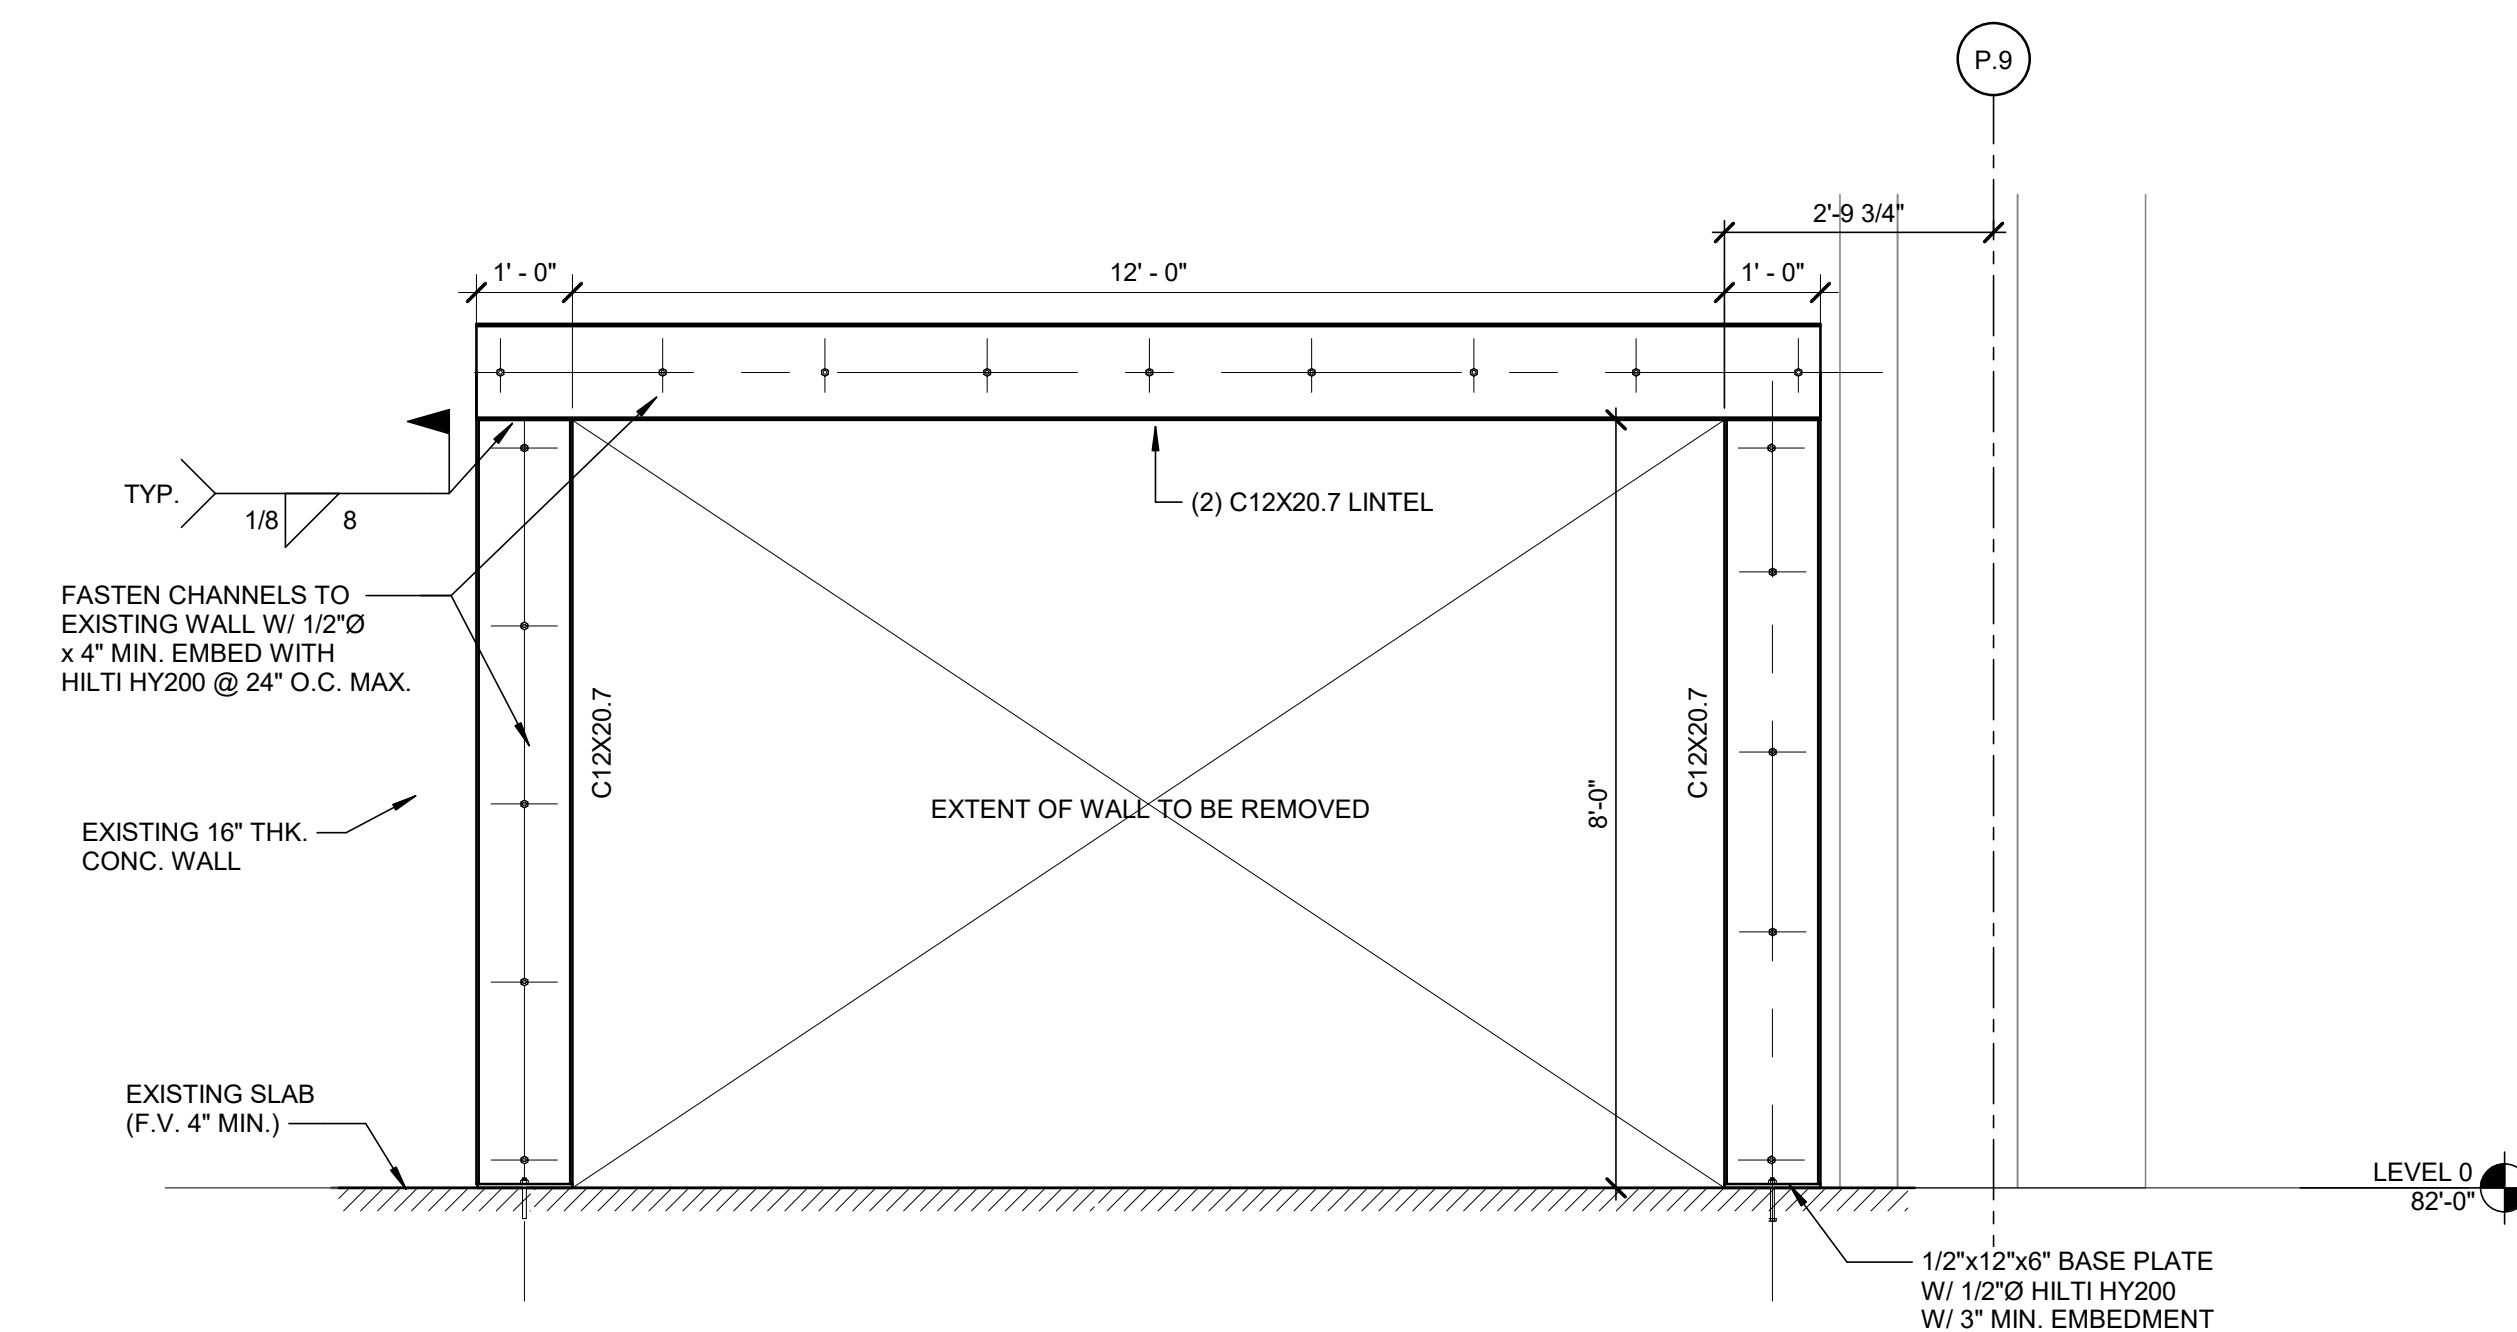 P.9
2'-9 3/4"
1' - 0"
12' - 0"
1' - 0"
TYP.
1/8
8
(2) C12X20.7 LINTEL
FASTEN CHANNELS TO
EXISTING WALL W/ 1/2"Ø
x 4" MIN. EMBED WITH
HILTI HY200 @ 24" O.C. MAX.
C12X20.7
C12X20.7
8'-0"
EXTENT OF WALL TO BE REMOVED
EXISTING 16" THK.
CONC. WALL
EXISTING SLAB
(F.V. 4" MIN.)
LEVEL 0
82'-0"
1/2"x12"x6" BASE PLATE
W/ 1/2"Ø HILTI HY200
W/ 3" MIN. EMBEDMENT